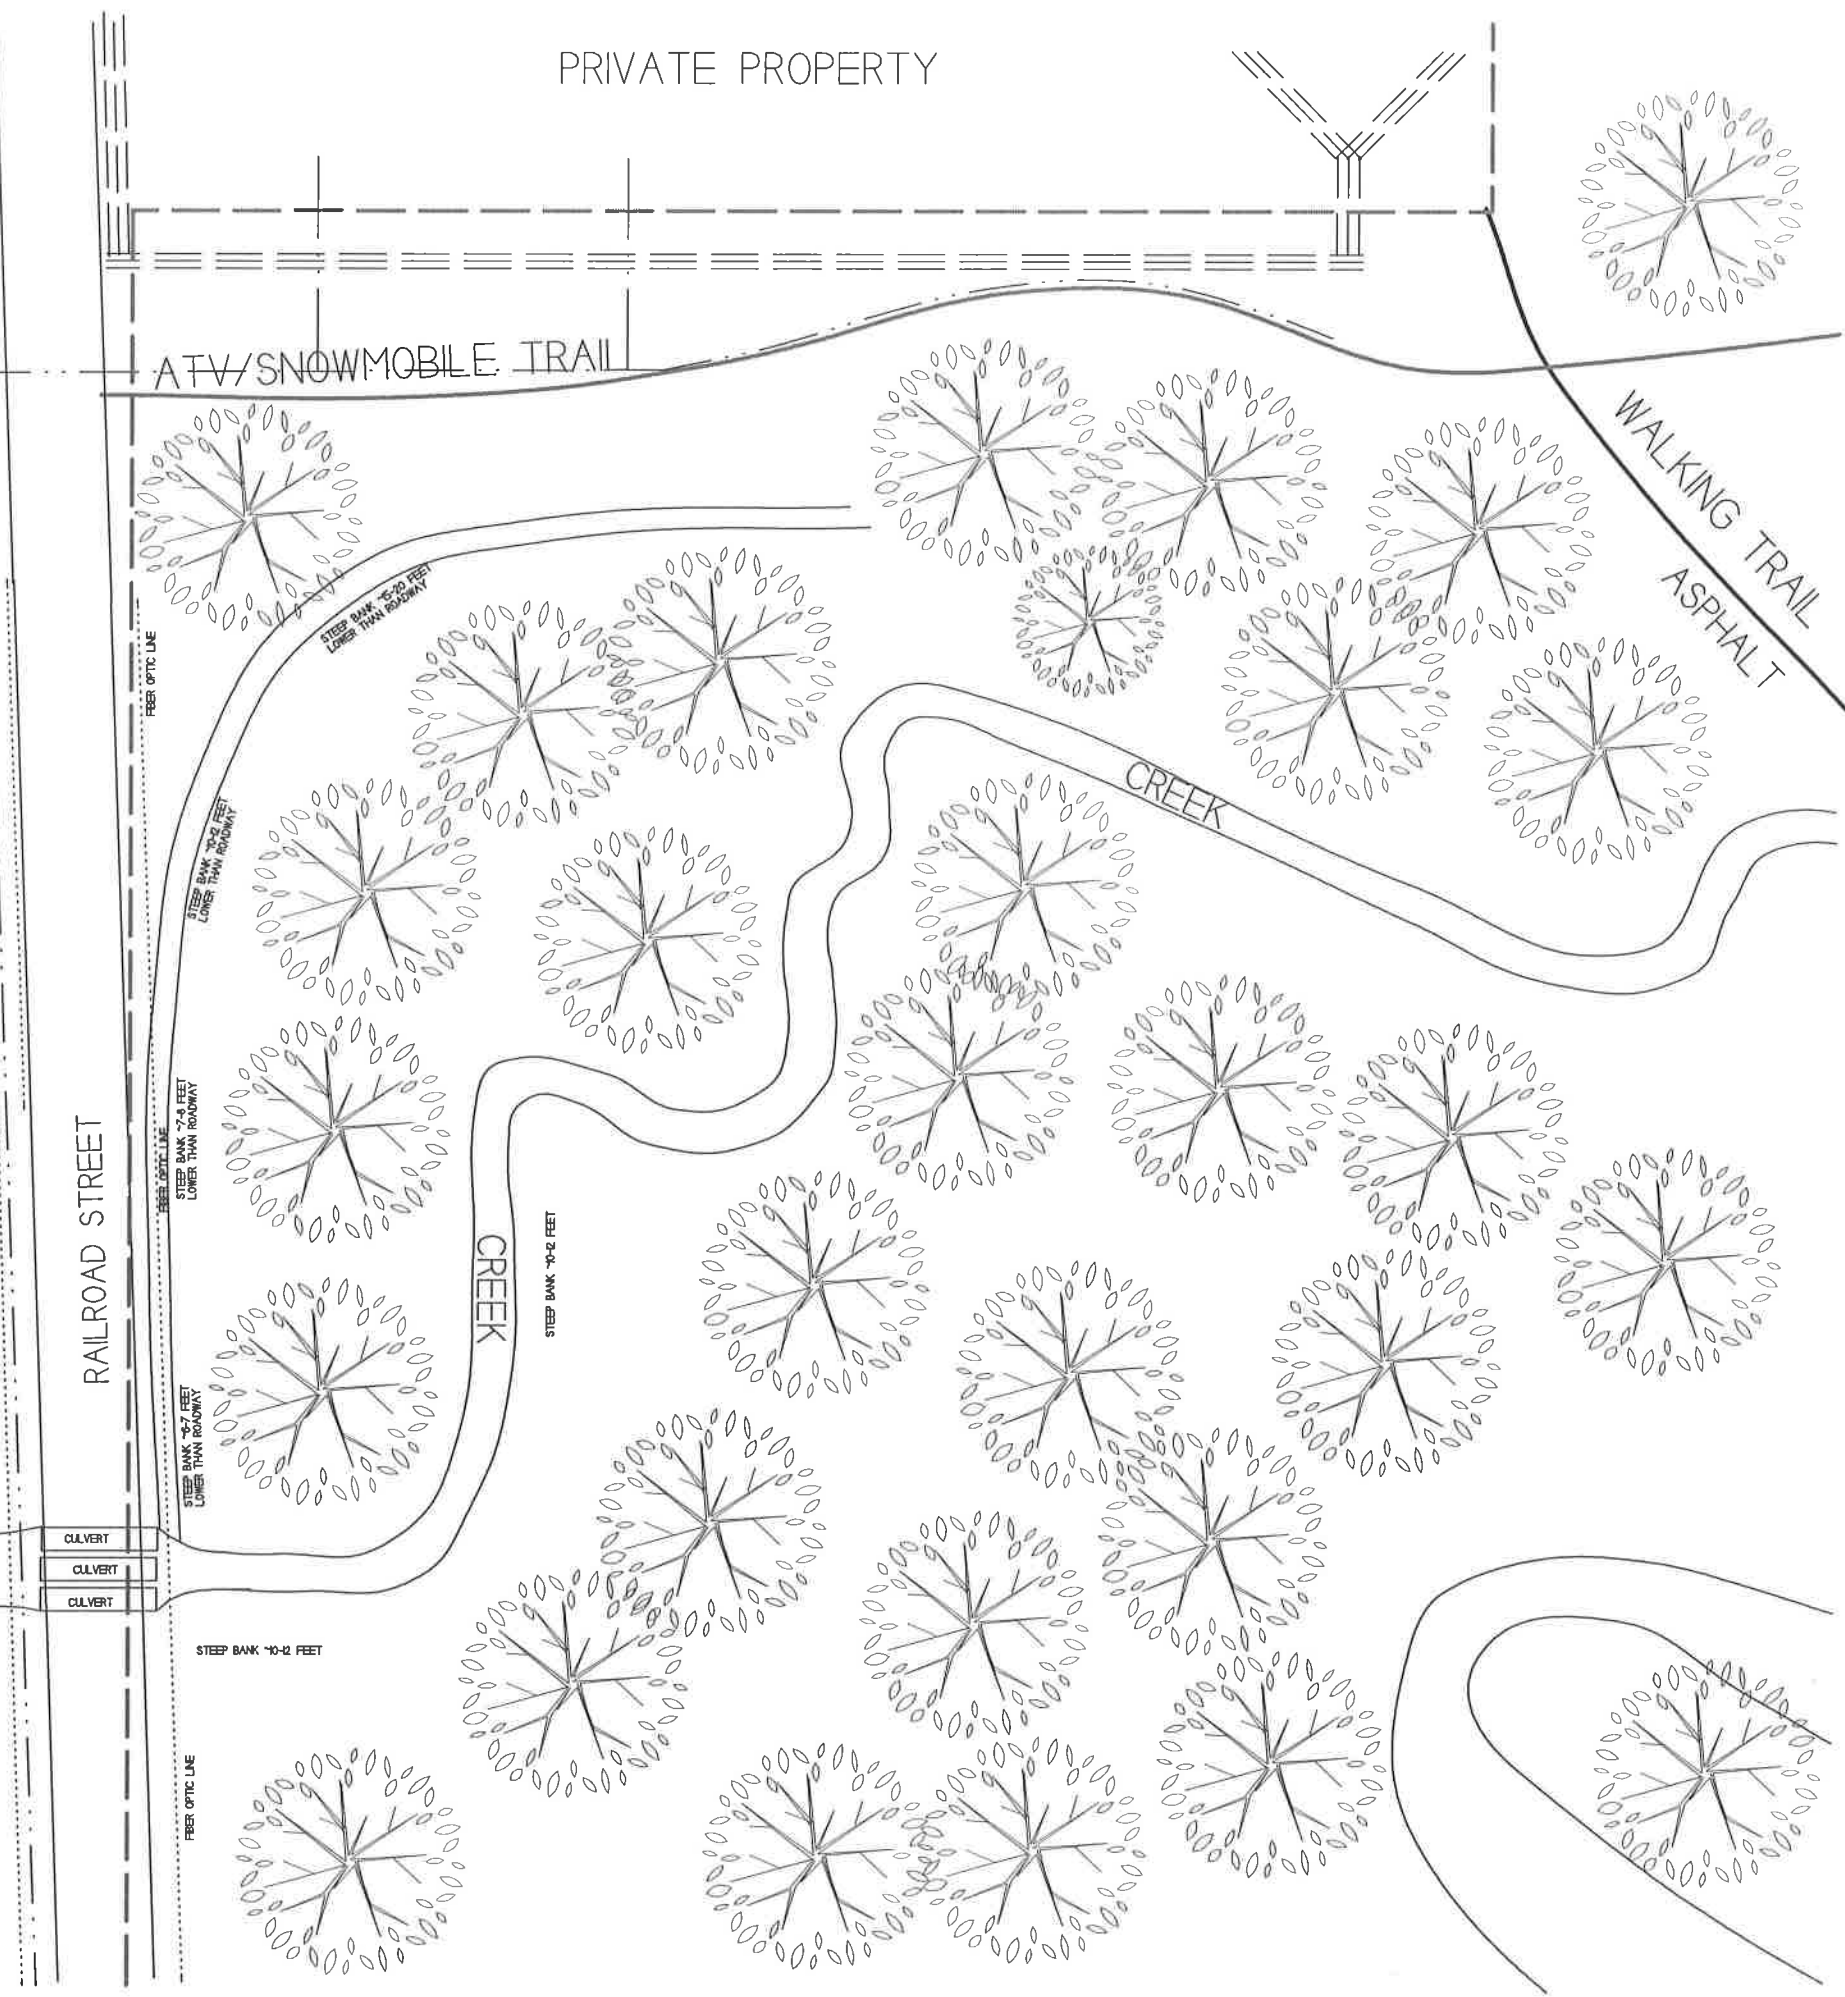 PRIVATE PROPERTY
ATV/SNOWMOBILE TRAIL
WALKING TRAIL
ASPHALT
STEEP BANK ~15-20 FEET
LOWER THAN ROADWAY
FIBER OPTIC LINE
CREEK
STEEP BANK ~10-12 FEET
LOWER THAN ROADWAY
RAILROAD STREET
FIBER OPTIC LINE
STEEP BANK ~7-8 FEET
LOWER THAN ROADWAY
CREEK
STEEP BANK ~10-12 FEET
STEEP BANK ~6-7 FEET
LOWER THAN ROADWAY
CULVERT
CULVERT
CULVERT
STEEP BANK ~10-12 FEET
FIBER OPTIC LINE